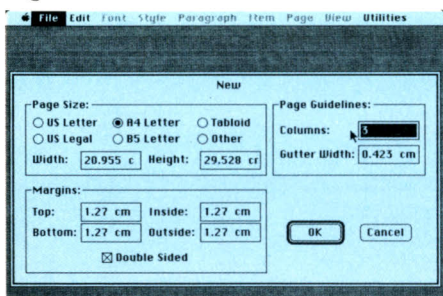 File Edit Font Style Paragraph Item Page View Utilities
New
Page Size:
US Letter A4 Letter Tabloid
US Legal B5 Letter Other
Width: 20.955 c Height: 29.528 cr
Page Guidelines:
Columns: 3
Gutter Width: 0.423 cm
Margins:
Top: 1.27 cm Inside: 1.27 cm
Bottom: 1.27 cm Outside: 1.27 cm
Double Sided
OK Cancel